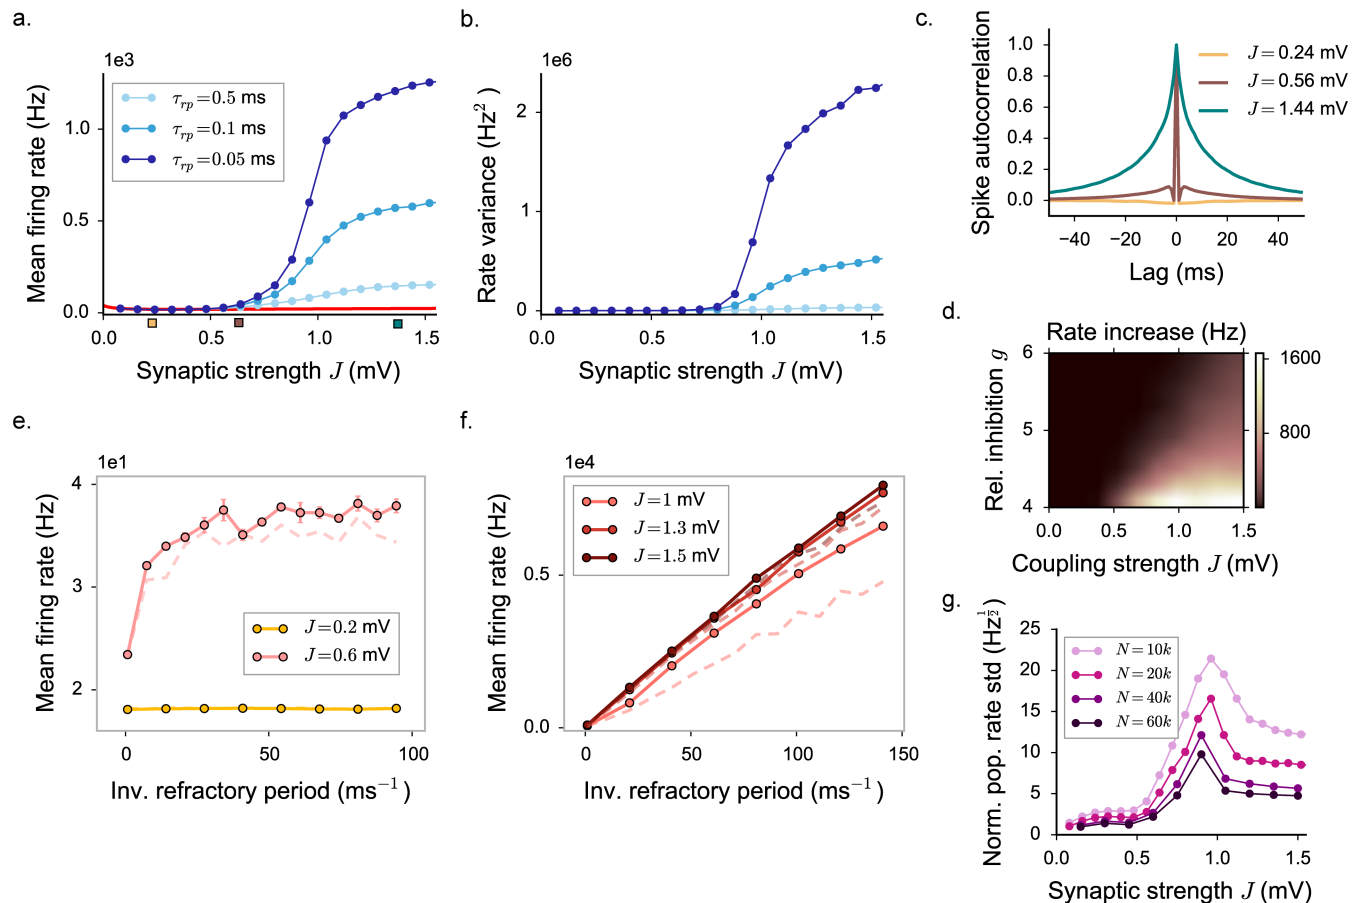 a.
1e3
Mean firing rate (Hz)
1.0
0.5
0.0
τrp=0.5 ms
τrp=0.1 ms
τrp=0.05 ms
0.0 0.5 1.0 1.5
Synaptic strength J (mV)
b.
1e6
Rate variance (Hz²)
2
1
0
0.0 0.5 1.0 1.5
Synaptic strength J (mV)
c.
Spike autocorrelation
1.0
0.8
0.6
0.4
0.2
0.0
J=0.24 mV
J=0.56 mV
J=1.44 mV
−40 −20 0 20 40
Lag (ms)
d.
Rate increase (Hz)
Rel. inhibition g
6
5
4
1600
800
0.0 0.5 1.0 1.5
Coupling strength J (mV)
e.
1e1
Mean firing rate (Hz)
4
3
2
J=0.2 mV
J=0.6 mV
0 50 100
Inv. refractory period (ms⁻¹)
f.
1e4
Mean firing rate (Hz)
0.5
0.0
J=1 mV
J=1.3 mV
J=1.5 mV
0 50 100 150
Inv. refractory period (ms⁻¹)
g.
Norm. pop. rate std (Hz^½)
25
20
15
10
5
0
N=10k
N=20k
N=40k
N=60k
0.0 0.5 1.0 1.5
Synaptic strength J (mV)